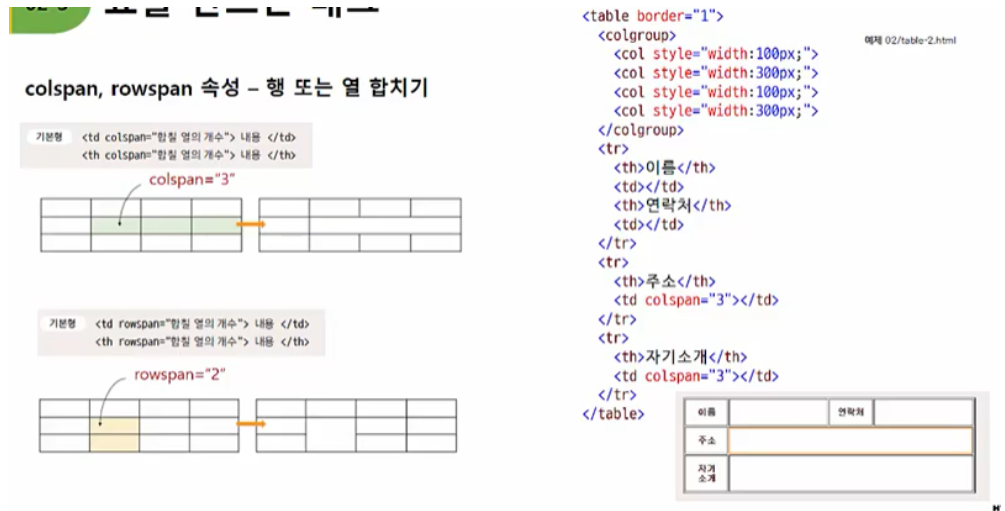 colspan, rowspan 속성 – 행 또는 열 합치기
기본형 <td colspan="합칠 열의 개수"> 내용 </td>
<th colspan="합칠 열의 개수"> 내용 </th>
colspan="3"
기본형 <td rowspan="합칠 열의 개수"> 내용 </td>
<th rowspan="합칠 열의 개수"> 내용 </th>
rowspan="2"
<table border="1">
예제 02/table-2.html
<colgroup>
<col style="width:100px;">
<col style="width:300px;">
<col style="width:100px;">
<col style="width:300px;">
</colgroup>
<tr>
<th>이름</th>
<td></td>
<th>연락처</th>
<td></td>
</tr>
<tr>
<th>주소</th>
<td colspan="3"></td>
</tr>
<tr>
<th>자기소개</th>
<td colspan="3"></td>
</tr>
</table>
이름 연락처
주소
자기
소개